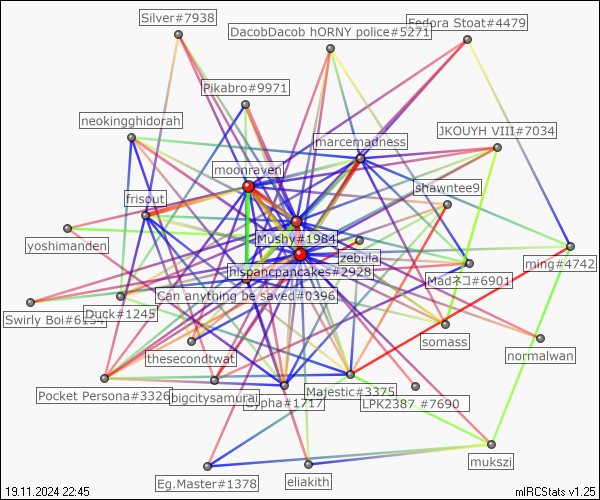 Silver#7938
DacobDacob hORNY police#5271
Fedora Stoat#4479
Pikabro#9971
neokingghidorah
marcemadness
JKOUYH VIII#7034
moonraven
shawntee9
frisout
yoshimanden
Mushy#1984
zebula
ming#4742
hispancpancakes#2928
Madネコ#6901
Can anything be saved#0396
Swirly Boi#6154
Duck#1245
somass
thesecondtwat
normalwan
Pocket Persona#3326
bigcitysamurai
Cypha#1717
Majestic#3375
LPK2387 #7690
mukszi
Eg.Master#1378
eliakith
19.11.2024 22:45
mIRCStats v1.25